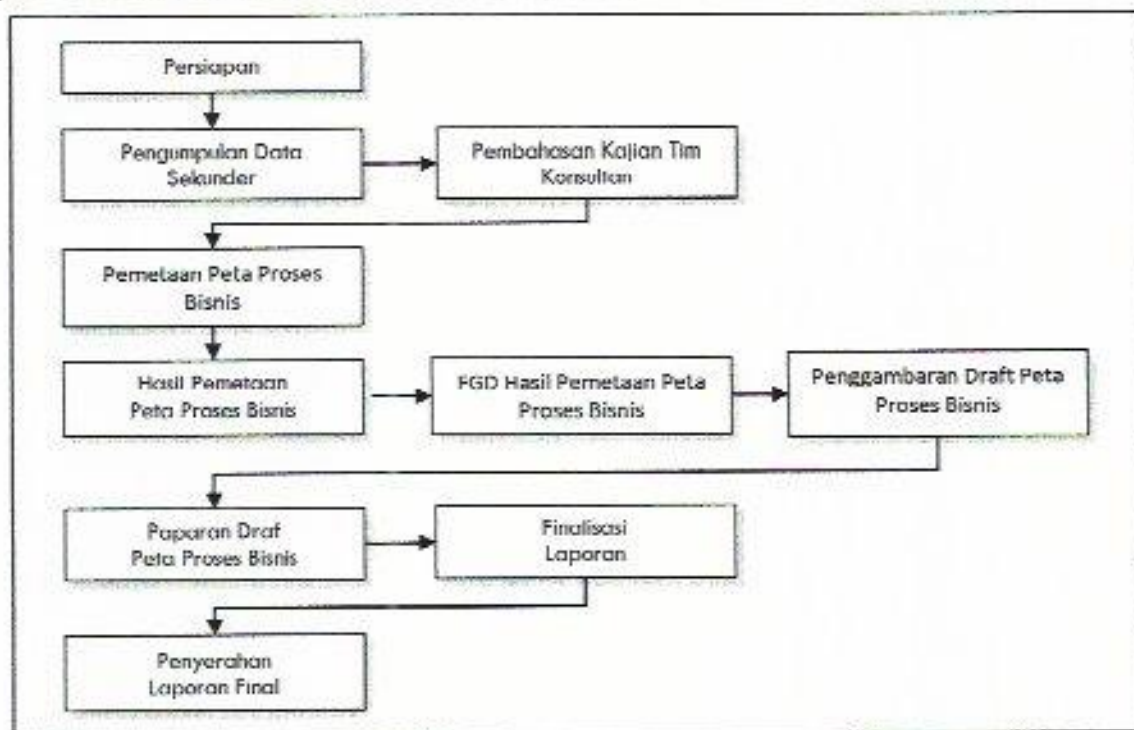 Persiapan
Pengumpulan Data
Sekunder
Pembahasan Kajian Tim
Konsultan
Pemetaan Peta Proses
Bisnis
Hasil Pemetaan
Peta Proses Bisnis
FGD Hasil Pemetaan Peta
Proses Bisnis
Penggambaran Draft Peta
Proses Bisnis
Paparan Draf
Peta Proses Bisnis
Finalisasi
Laporan
Penyerahan
Laporan Final